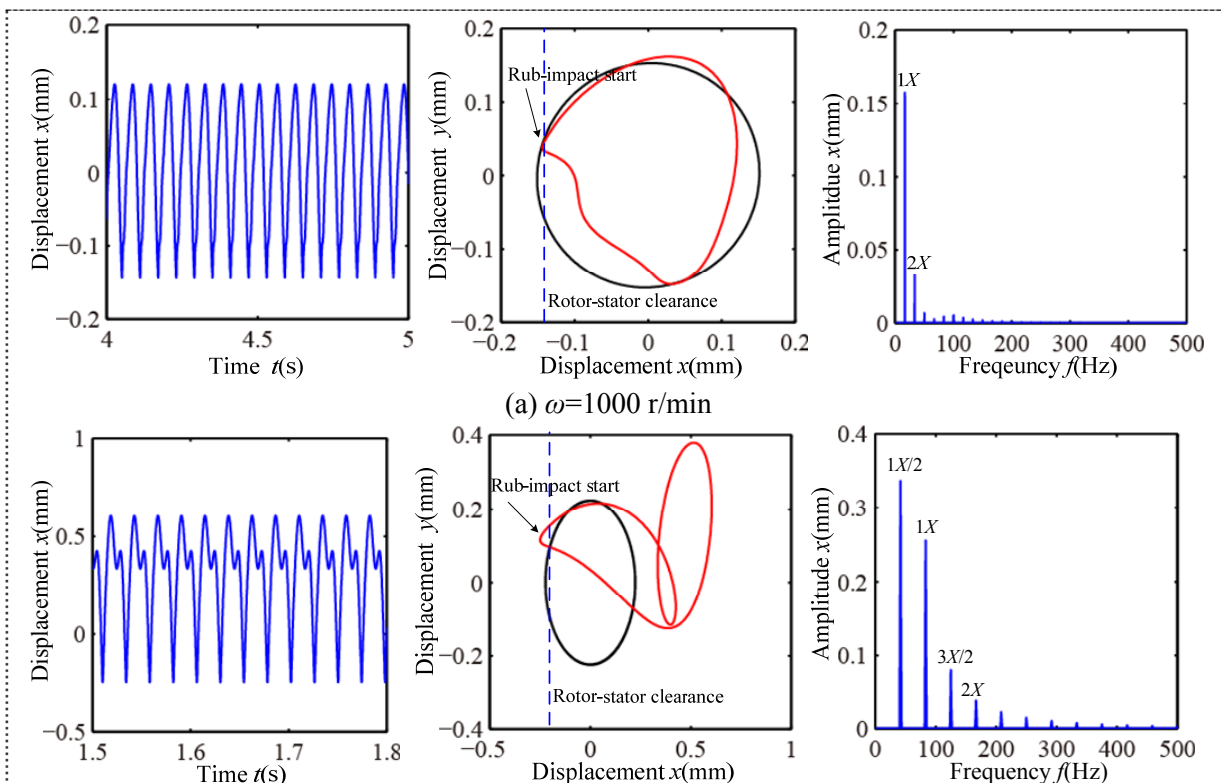 0.2
0.1
0
−0.1
−0.2
4
4.5
5
Displacement x(mm)
Time t(s)
0.2
0.1
0
−0.1
−0.2
−0.2
−0.1
0
0.1
0.2
Displacement y(mm)
Displacement x(mm)
Rub-impact start
Rotor-stator clearance
0.2
0.15
0.1
0.05
0
0
100
200
300
400
500
Amplitdue x(mm)
Freqeuncy f(Hz)
1X
2X
(a) ω=1000 r/min
1
0.5
0
−0.5
1.5
1.6
1.7
1.8
Displacement x(mm)
Time t(s)
0.4
0.2
0
−0.2
−0.4
−0.5
0
0.5
1
Displacement y(mm)
Displacement x(mm)
Rub-impact start
Rotor-stator clearance
0.4
0.3
0.2
0.1
0
0
100
200
300
400
500
Amplitude x(mm)
Frequency f(Hz)
1X/2
1X
3X/2
2X